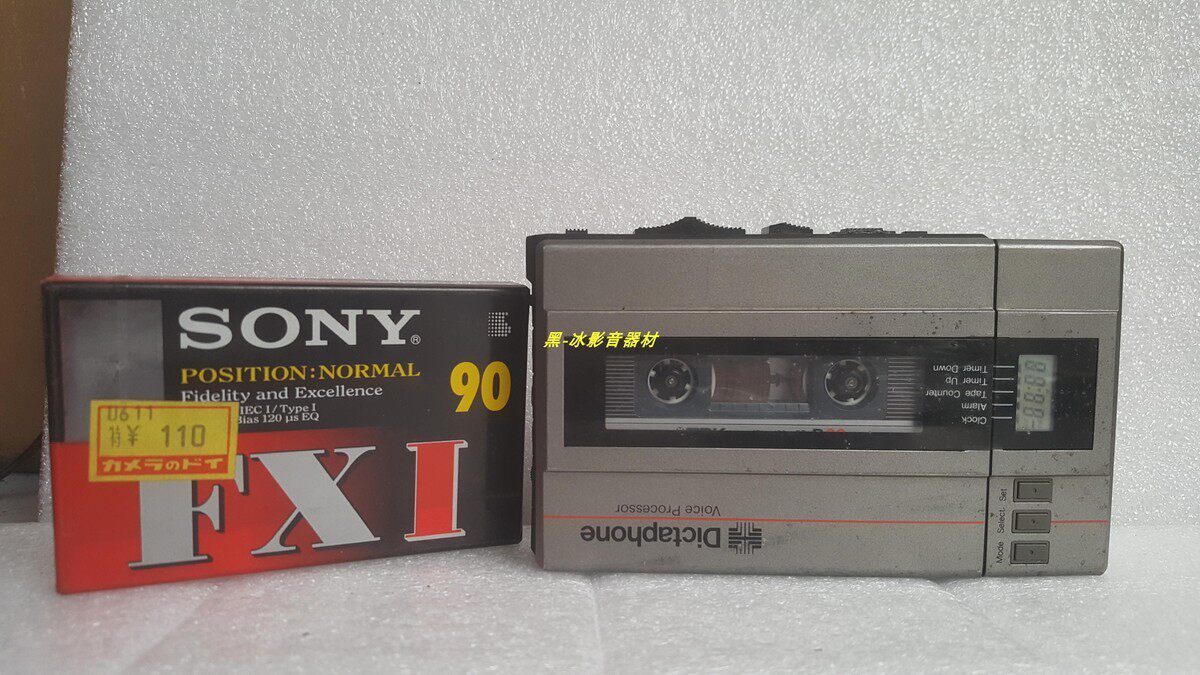 SONY®
POSITION:NORMAL
Fidelity and Excellence
IEC I/Type I
Bias 120 μs EQ
90
0611
特¥ 110
カメラのドイ
FX I
黑-冰影音器材
Timer Down
Timer Up
Tape Counter
Alarm
Clock
Dictaphone
Voice Processor
Set
Select
Mode